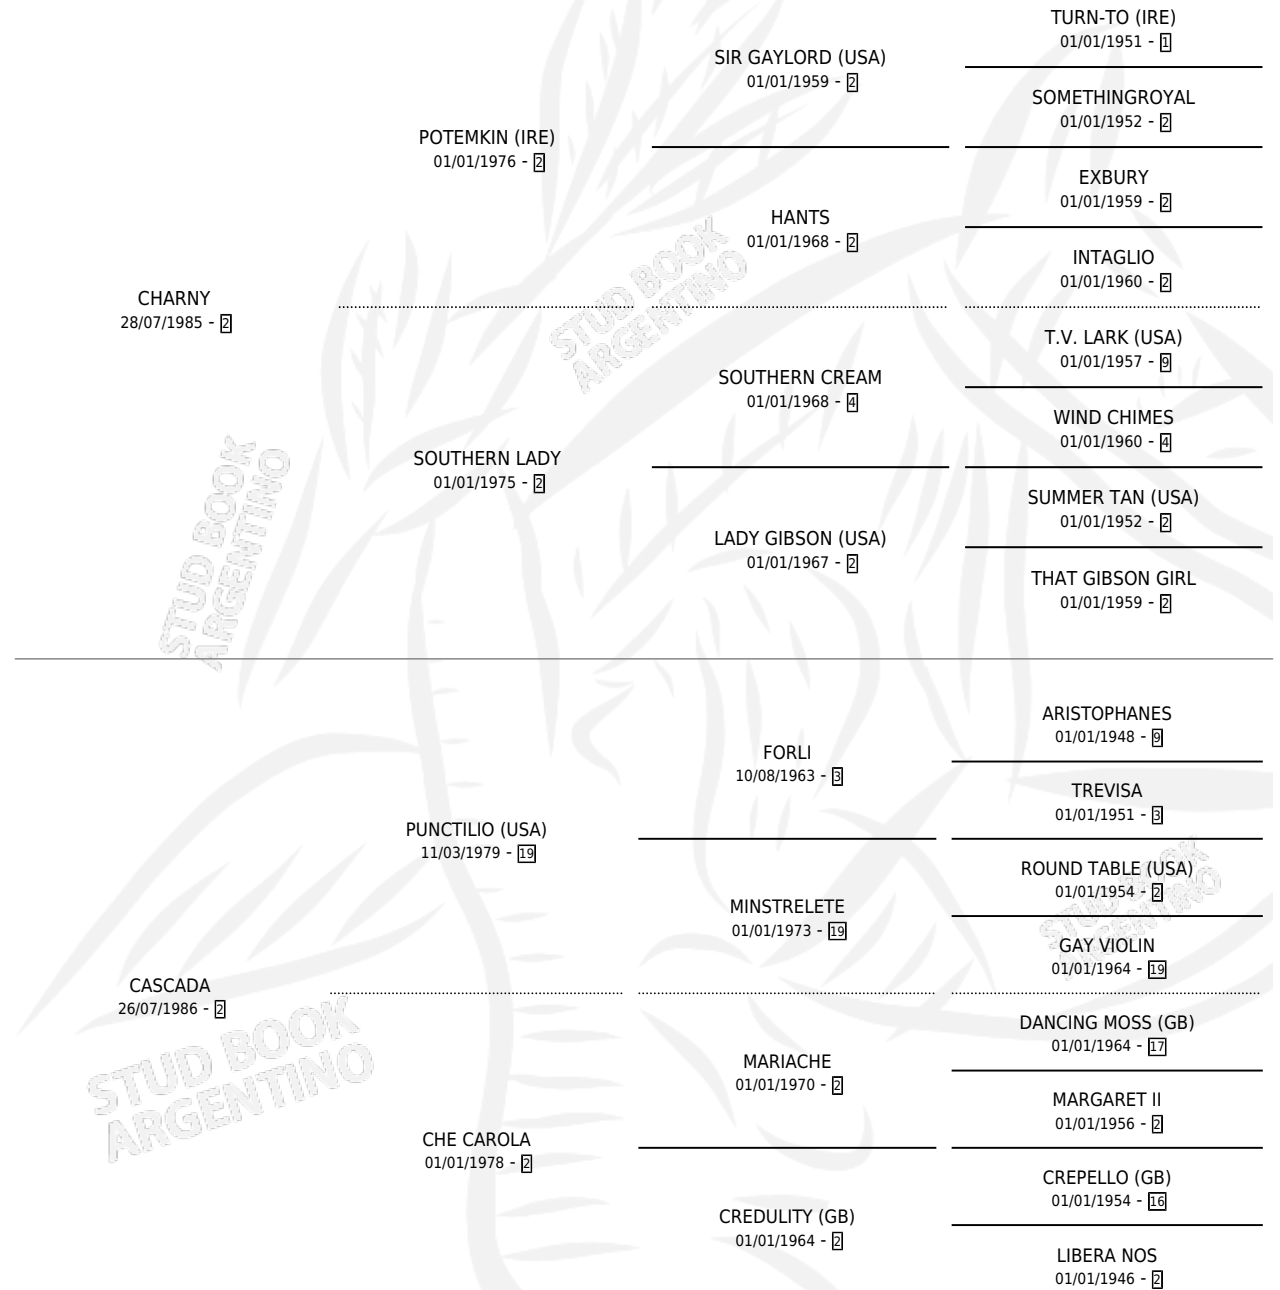 TURN-TO (IRE)
01/01/1951 - 1
SIR GAYLORD (USA)
01/01/1959 - 2
SOMETHINGROYAL
01/01/1952 - 2
POTEMKIN (IRE)
01/01/1976 - 2
EXBURY
01/01/1959 - 2
HANTS
01/01/1968 - 2
INTAGLIO
01/01/1960 - 2
CHARNY
28/07/1985 - 2
T.V. LARK (USA)
01/01/1957 - 9
SOUTHERN CREAM
01/01/1968 - 4
WIND CHIMES
01/01/1960 - 4
SOUTHERN LADY
01/01/1975 - 2
SUMMER TAN (USA)
01/01/1952 - 2
LADY GIBSON (USA)
01/01/1967 - 2
THAT GIBSON GIRL
01/01/1959 - 2
ARISTOPHANES
01/01/1948 - 9
FORLI
10/08/1963 - 3
TREVISA
01/01/1951 - 3
PUNCTILIO (USA)
11/03/1979 - 19
ROUND TABLE (USA)
01/01/1954 - 2
MINSTRELETE
01/01/1973 - 19
GAY VIOLIN
01/01/1964 - 19
CASCADA
26/07/1986 - 2
DANCING MOSS (GB)
01/01/1964 - 17
MARIACHE
01/01/1970 - 2
MARGARET II
01/01/1956 - 2
CHE CAROLA
01/01/1978 - 2
CREPELLO (GB)
01/01/1954 - 16
CREDULITY (GB)
01/01/1964 - 2
LIBERA NOS
01/01/1946 - 2
STUD BOOK
ARGENTINO
STUD BOOK
ARGENTINO
STUD BOOK
ARGENTINO
STUD BOOK
ARGENTINO